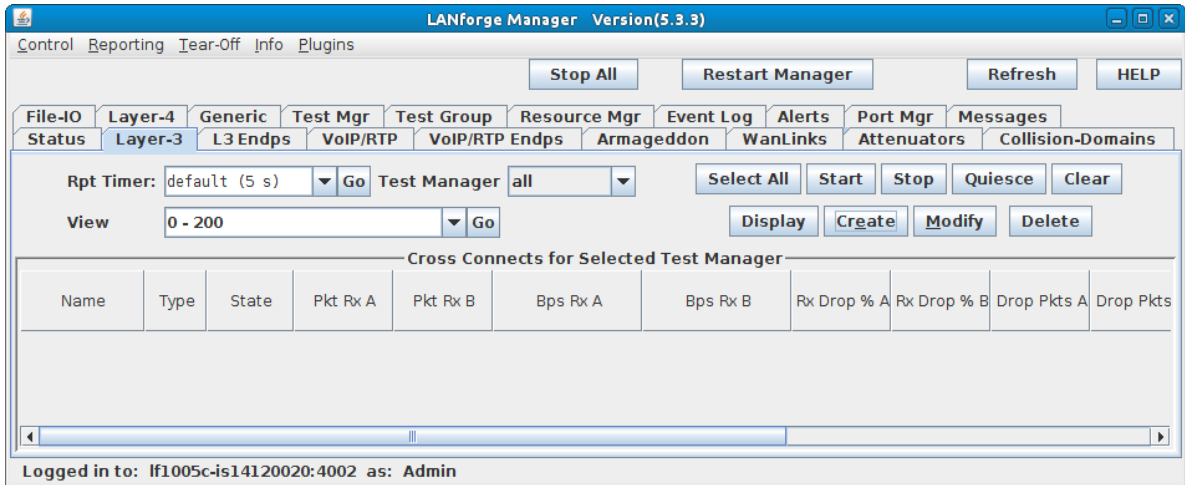 LANforge Manager Version(5.3.3)
Control Reporting Tear-Off Info Plugins
Stop All Restart Manager Refresh HELP
File-IO Layer-4 Generic Test Mgr Test Group Resource Mgr Event Log Alerts Port Mgr Messages
Status Layer-3 L3 Endps VoIP/RTP VoIP/RTP Endps Armageddon WanLinks Attenuators Collision-Domains
Rpt Timer: default (5 s) Go Test Manager all Select All Start Stop Quiesce Clear
View 0 - 200 Go Display Create Modify Delete
Cross Connects for Selected Test Manager
Name Type State Pkt Rx A Pkt Rx B Bps Rx A Bps Rx B Rx Drop % A Rx Drop % B Drop Pkts A Drop Pkts
Logged in to: lf1005c-is14120020:4002 as: Admin